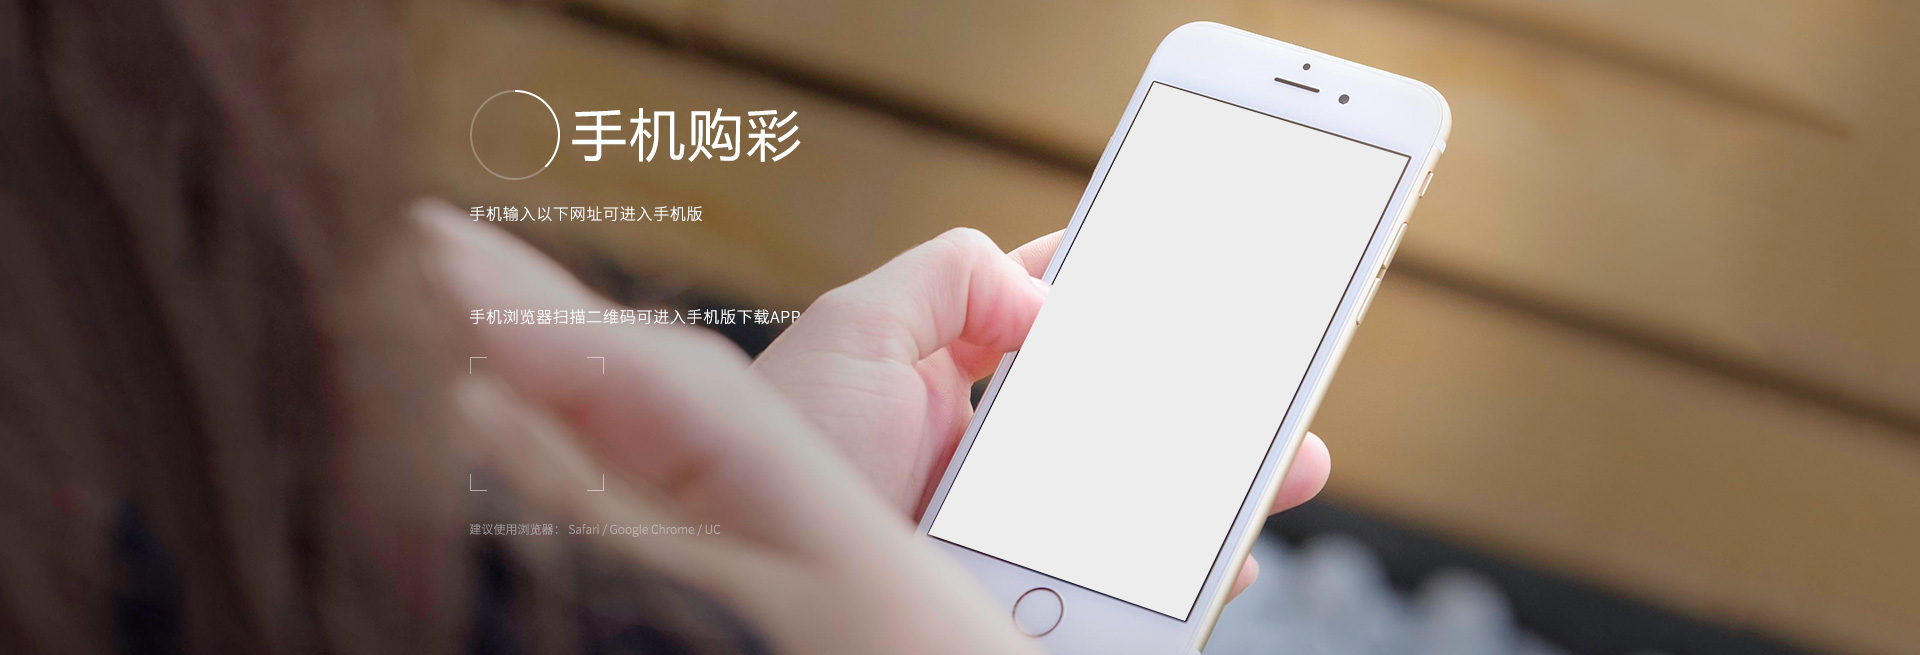 手机购彩
手机输入以下网址可进入手机版
手机浏览器扫描二维码可进入手机版下载APP
建议使用浏览器： Safari / Google Chrome / UC